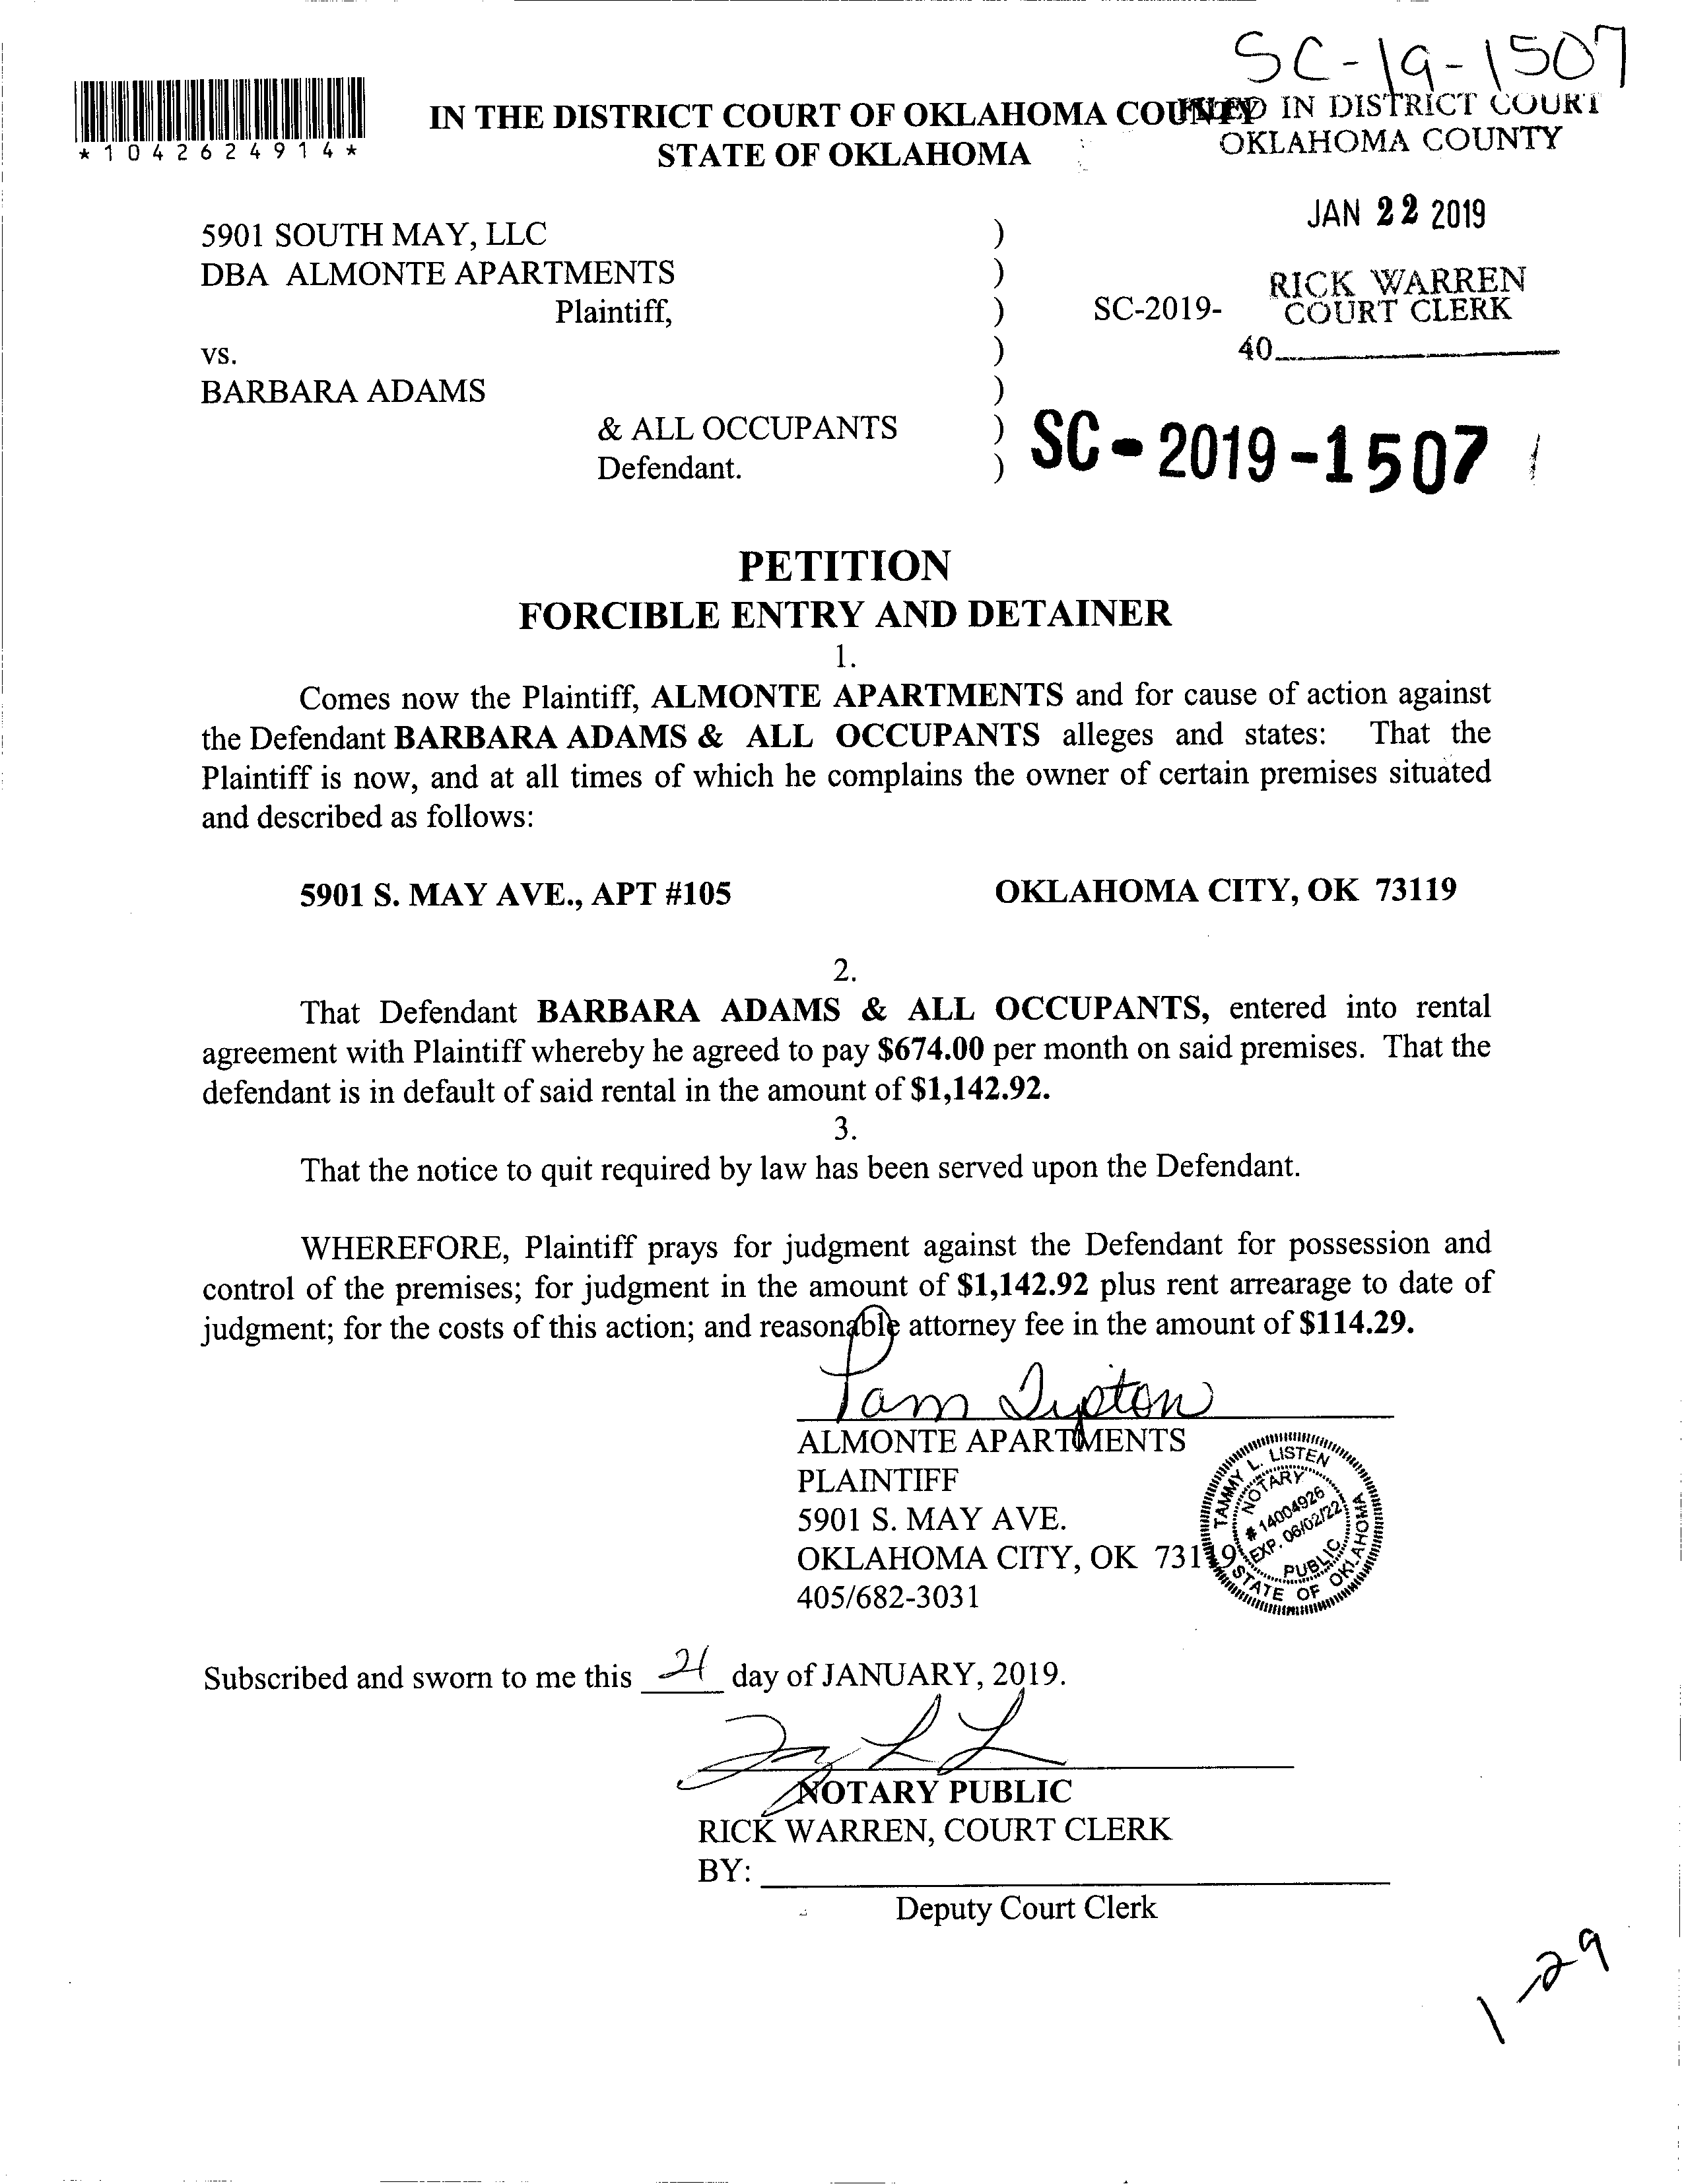 SC-19-1507
*1042624914*
IN THE DISTRICT COURT OF OKLAHOMA COUNTY
STATE OF OKLAHOMA
FILED IN DISTRICT COURT
OKLAHOMA COUNTY
JAN 22 2019
RICK WARREN
COURT CLERK
40
5901 SOUTH MAY, LLC )
DBA ALMONTE APARTMENTS )
Plaintiff, ) SC-2019-
vs. )
BARBARA ADAMS )
& ALL OCCUPANTS )
Defendant. )
SC-2019-1507
PETITION
FORCIBLE ENTRY AND DETAINER
1.
Comes now the Plaintiff, ALMONTE APARTMENTS and for cause of action against
the Defendant BARBARA ADAMS & ALL OCCUPANTS alleges and states: That the
Plaintiff is now, and at all times of which he complains the owner of certain premises situated
and described as follows:
5901 S. MAY AVE., APT #105 OKLAHOMA CITY, OK 73119
2.
That Defendant BARBARA ADAMS & ALL OCCUPANTS, entered into rental
agreement with Plaintiff whereby he agreed to pay $674.00 per month on said premises. That the
defendant is in default of said rental in the amount of $1,142.92.
3.
That the notice to quit required by law has been served upon the Defendant.
WHEREFORE, Plaintiff prays for judgment against the Defendant for possession and
control of the premises; for judgment in the amount of $1,142.92 plus rent arrearage to date of
judgment; for the costs of this action; and reasonable attorney fee in the amount of $114.29.
Pam Tipton
ALMONTE APARTMENTS
PLAINTIFF
5901 S. MAY AVE.
OKLAHOMA CITY, OK 73119
405/682-3031
TAMMY L. LISTEN
NOTARY
# 14004926
EXP. 06/02/22
PUBLIC
STATE OF OKLAHOMA
Subscribed and sworn to me this 21 day of JANUARY, 2019.
NOTARY PUBLIC
RICK WARREN, COURT CLERK
BY:
Deputy Court Clerk
1-29